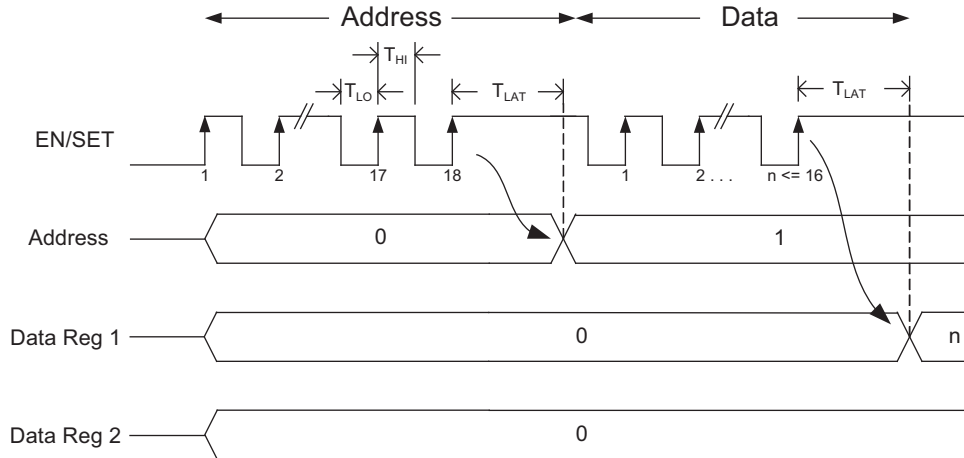 Address Data
T_HI
T_LO T_LAT T_LAT
EN/SET
1 2 17 18 1 2 . . . n <= 16
Address 0 1
Data Reg 1 0 n
Data Reg 2 0